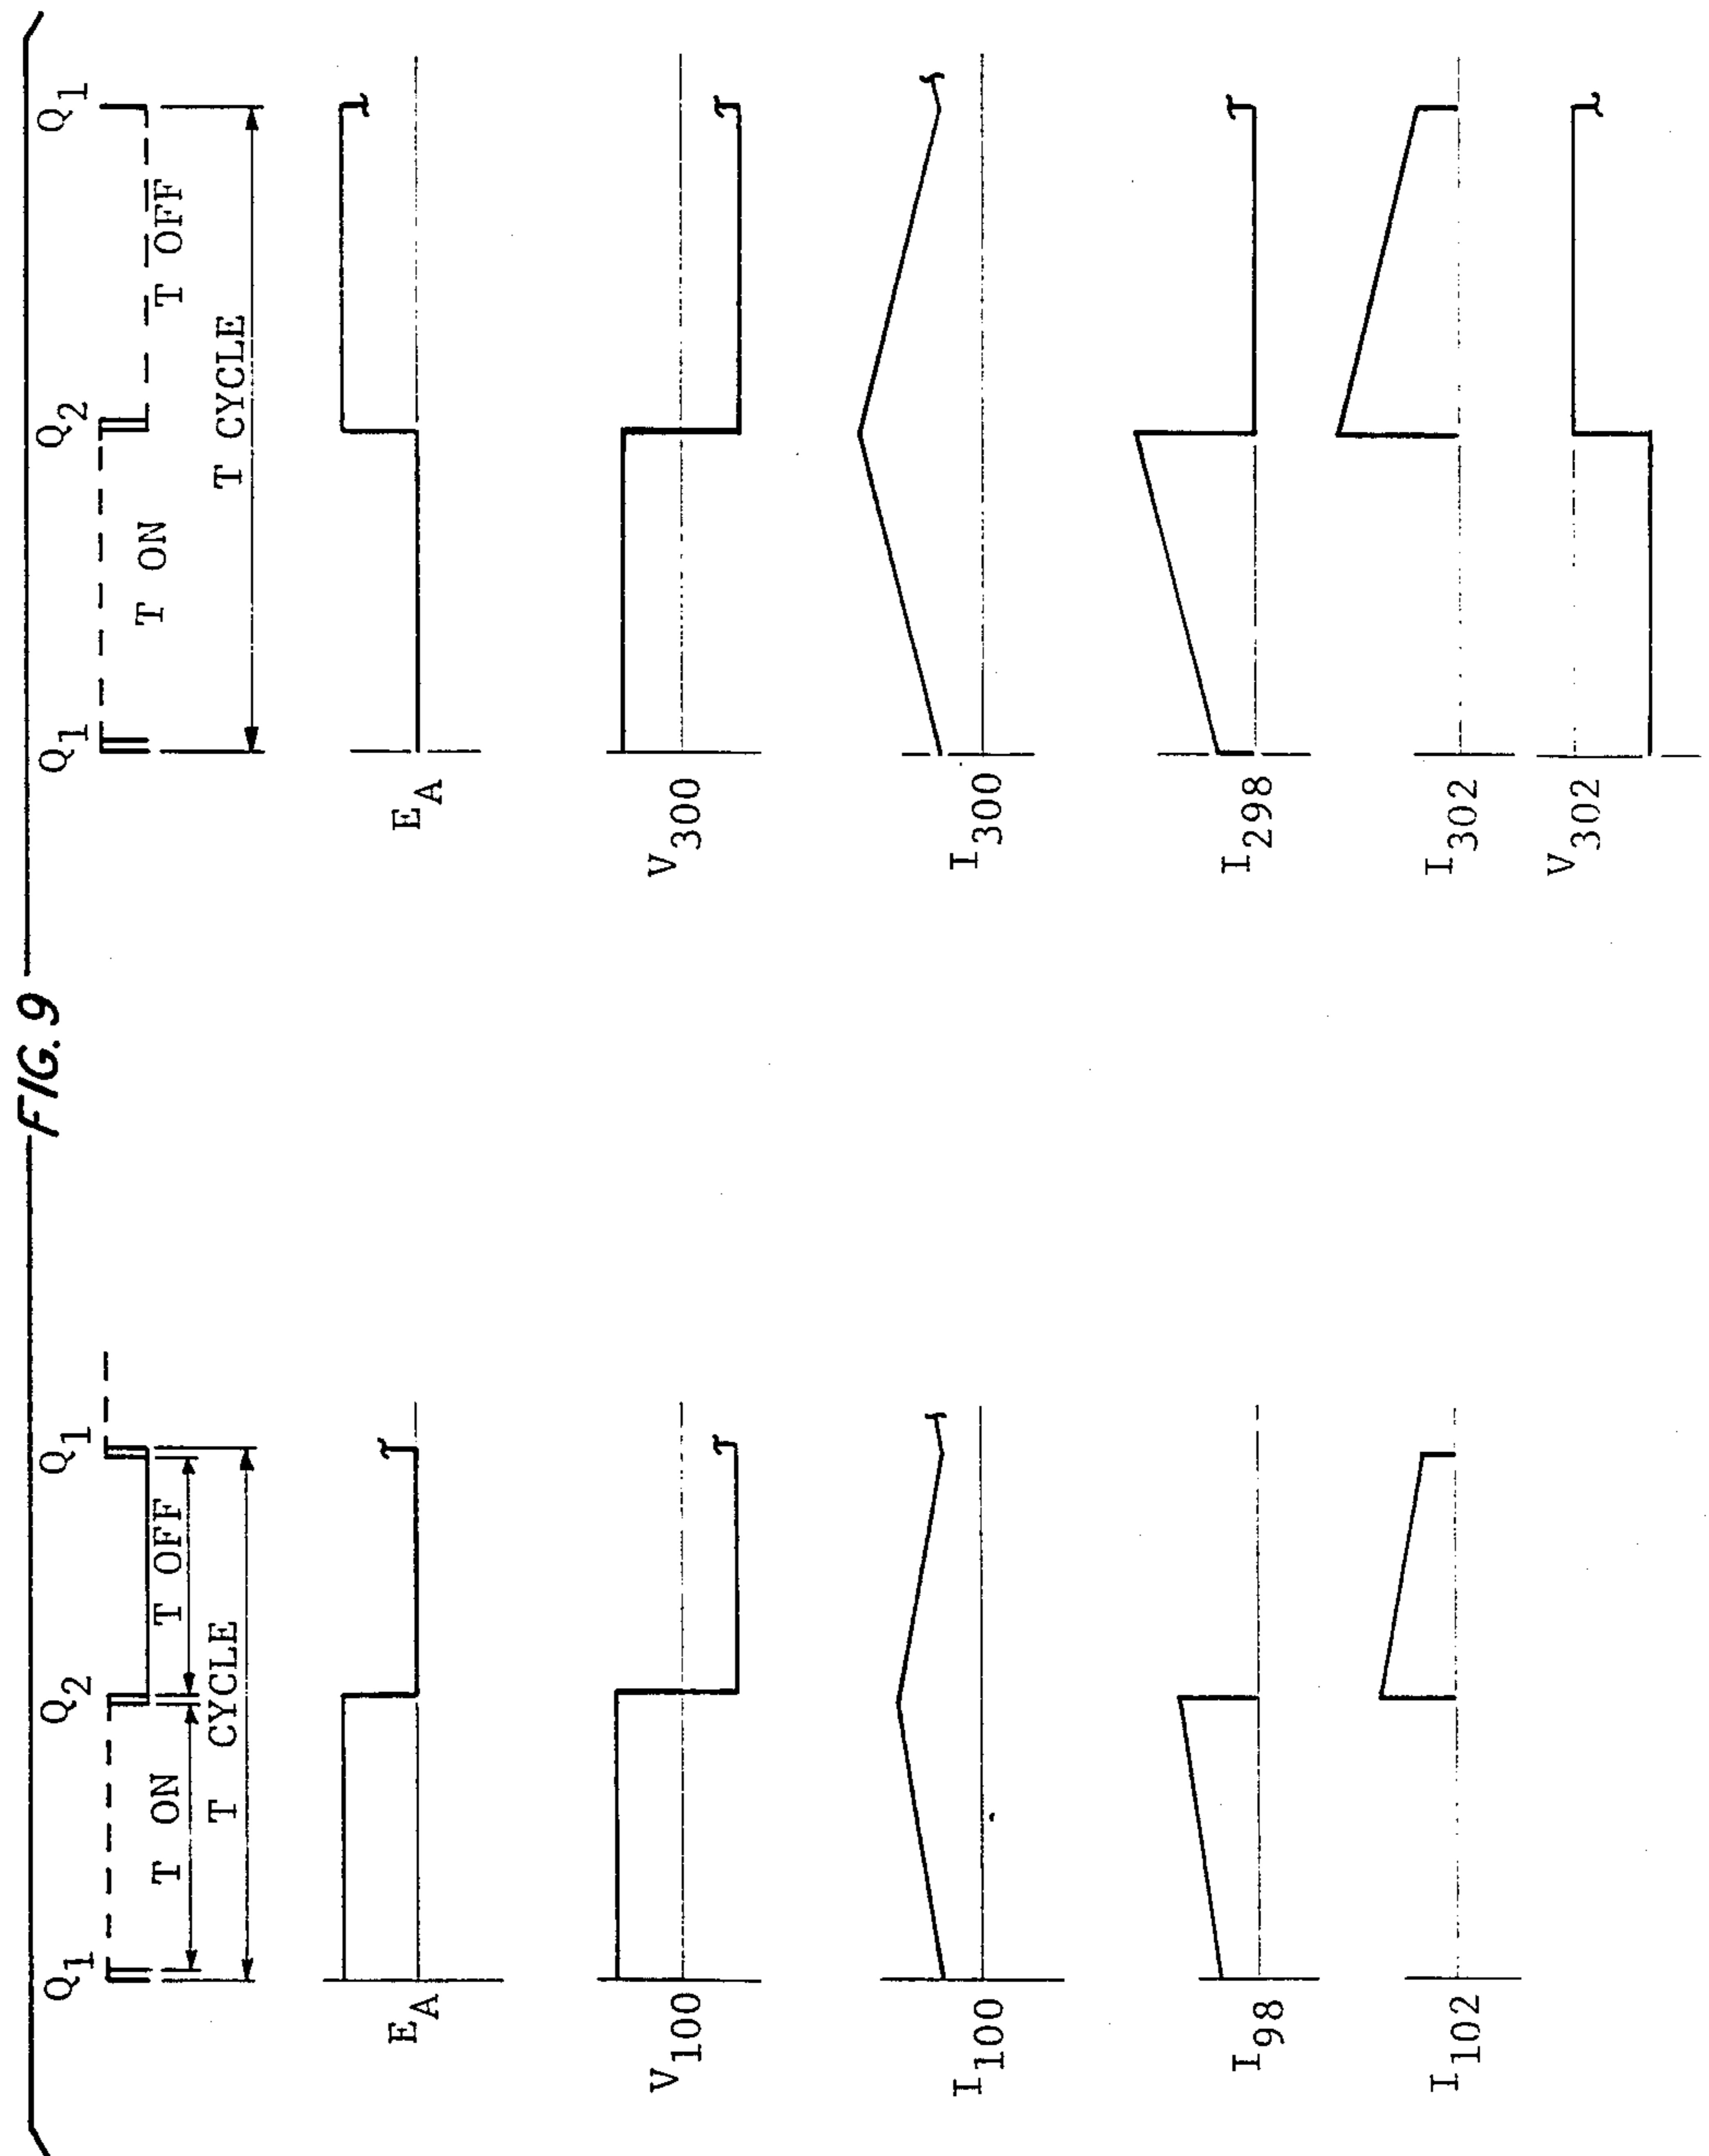 FIG. 9
Q1 Q2 Q1
T ON T OFF
T CYCLE
EA
V100
I100
I98
I102
Q1 Q2 Q1
T ON T OFF
T CYCLE
EA
V300
I300
I298
I302
V302